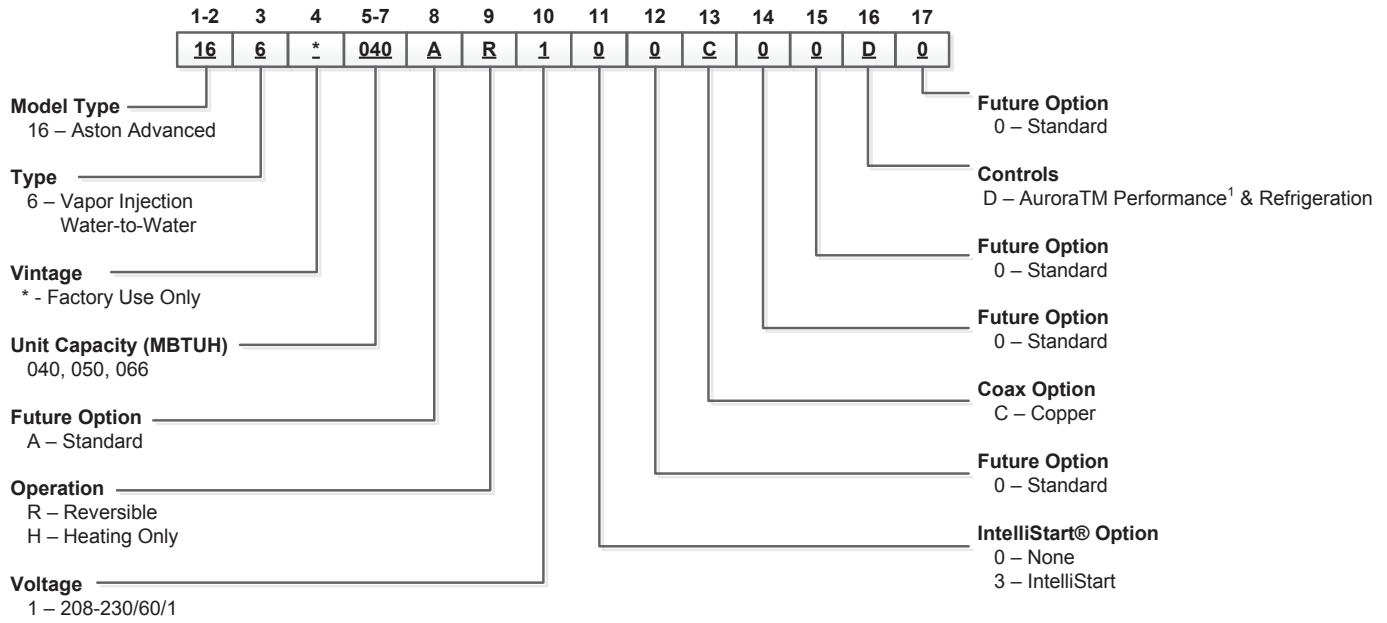 1-2 3 4 5-7 8 9 10 11 12 13 14 15 16 17
16 6 * 040 A R 1 0 0 C 0 0 D 0
Model Type
16 – Aston Advanced
Type
6 – Vapor Injection
Water-to-Water
Vintage
* - Factory Use Only
Unit Capacity (MBTUH)
040, 050, 066
Future Option
A – Standard
Operation
R – Reversible
H – Heating Only
Voltage
1 – 208-230/60/1
Future Option
0 – Standard
Controls
D – AuroraTM Performance¹ & Refrigeration
Future Option
0 – Standard
Future Option
0 – Standard
Coax Option
C – Copper
Future Option
0 – Standard
IntelliStart® Option
0 – None
3 – IntelliStart